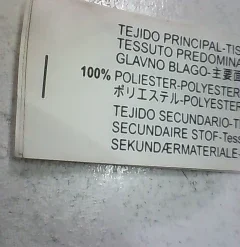 TEJIDO PRINCIPAL-TIS
TESSUTO PREDOMINA
GLAVNO BLAGO-主要面
100% POLIESTER-POLYESTER
ポリエステル-POLYESTER
TEJIDO SECUNDARIO-T
SECUNDAIRE STOF-Tess
SEKUNDÆRMATERIALE-